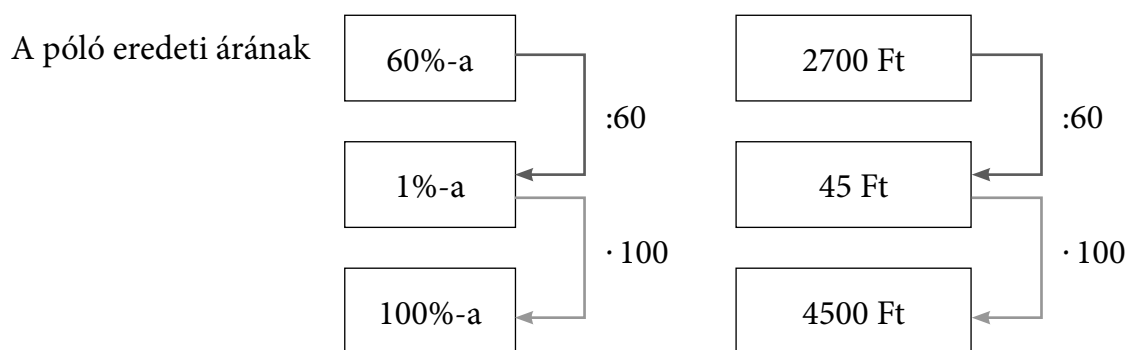 A póló eredeti árának 60%-a 2700 Ft
:60 :60
1%-a 45 Ft
· 100 · 100
100%-a 4500 Ft